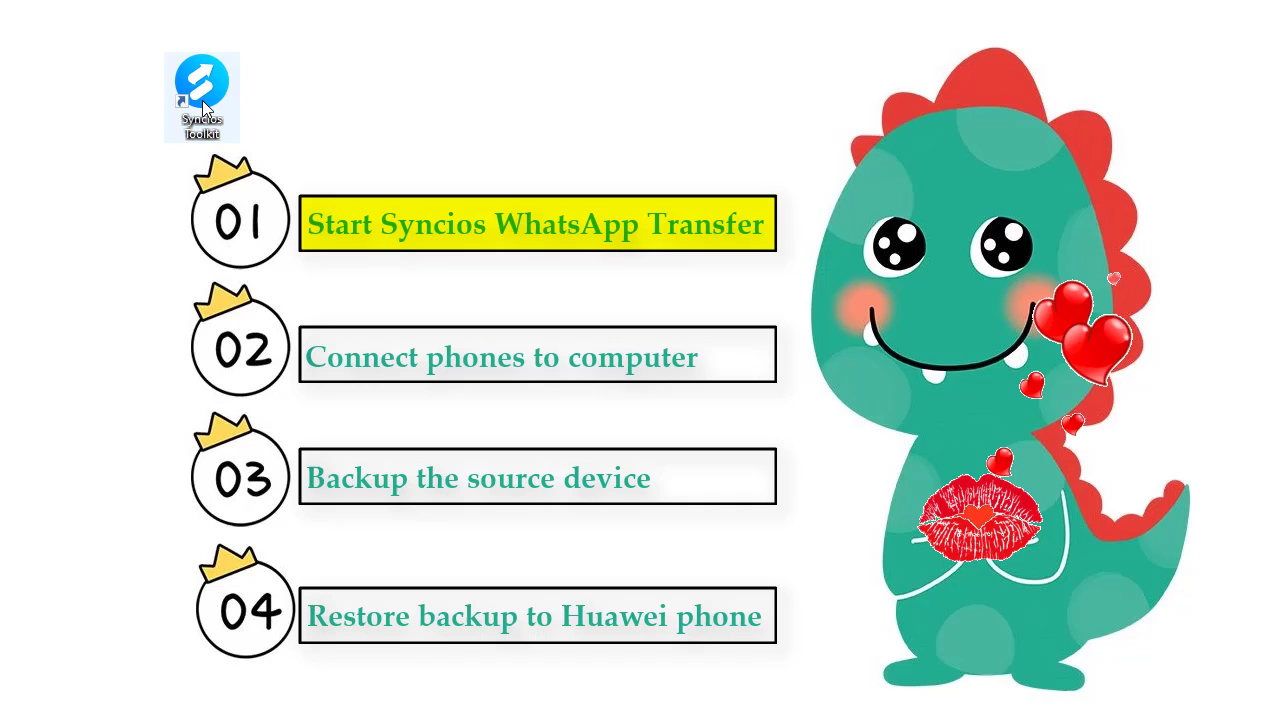 Syncios
Toolkit
01
Start Syncios WhatsApp Transfer
02
Connect phones to computer
03
Backup the source device
04
Restore backup to Huawei phone